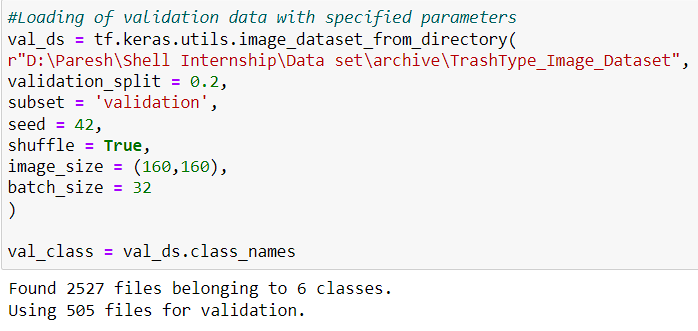 #Loading of validation data with specified parameters
val_ds = tf.keras.utils.image_dataset_from_directory(
r"D:\Paresh\Shell Internship\Data set\archive\TrashType_Image_Dataset",
validation_split = 0.2,
subset = 'validation',
seed = 42,
shuffle = True,
image_size = (160,160),
batch_size = 32
)
val_class = val_ds.class_names
Found 2527 files belonging to 6 classes.
Using 505 files for validation.